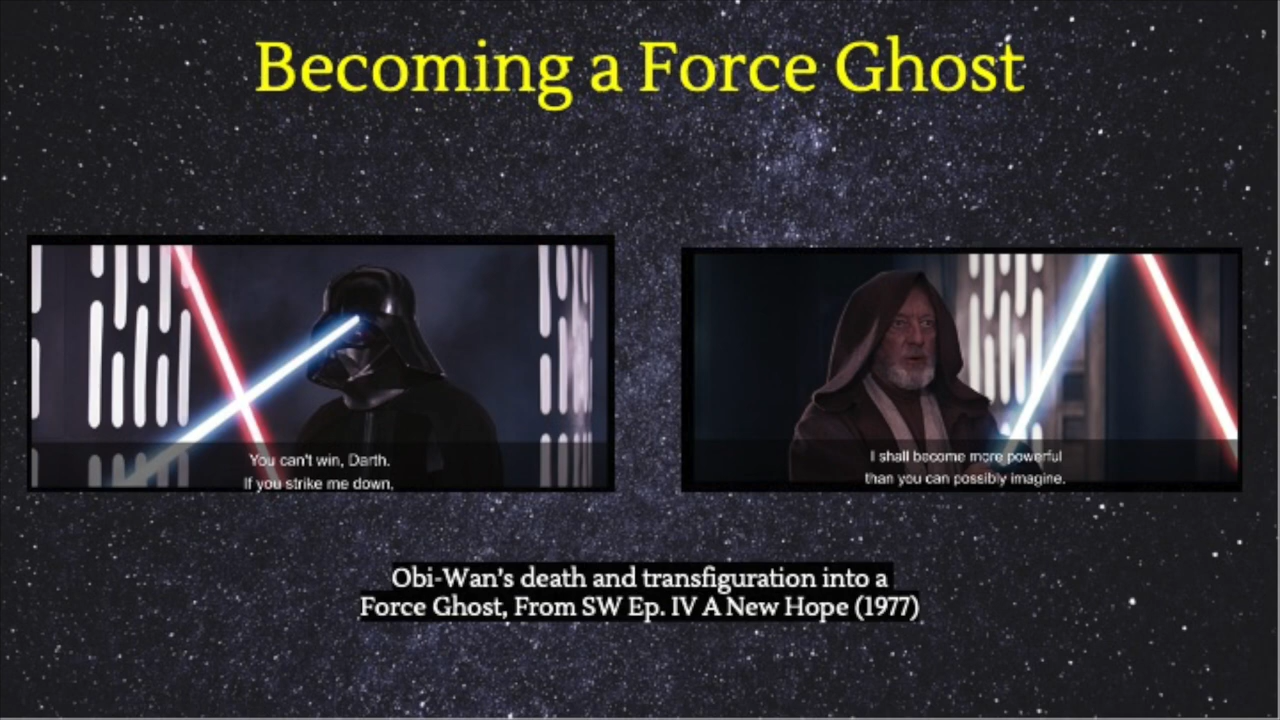 Becoming a Force Ghost
You can't win, Darth.
If you strike me down,
I shall become more powerful
than you can possibly imagine.
Obi-Wan's death and transfiguration into a
Force Ghost, From SW Ep. IV A New Hope (1977)